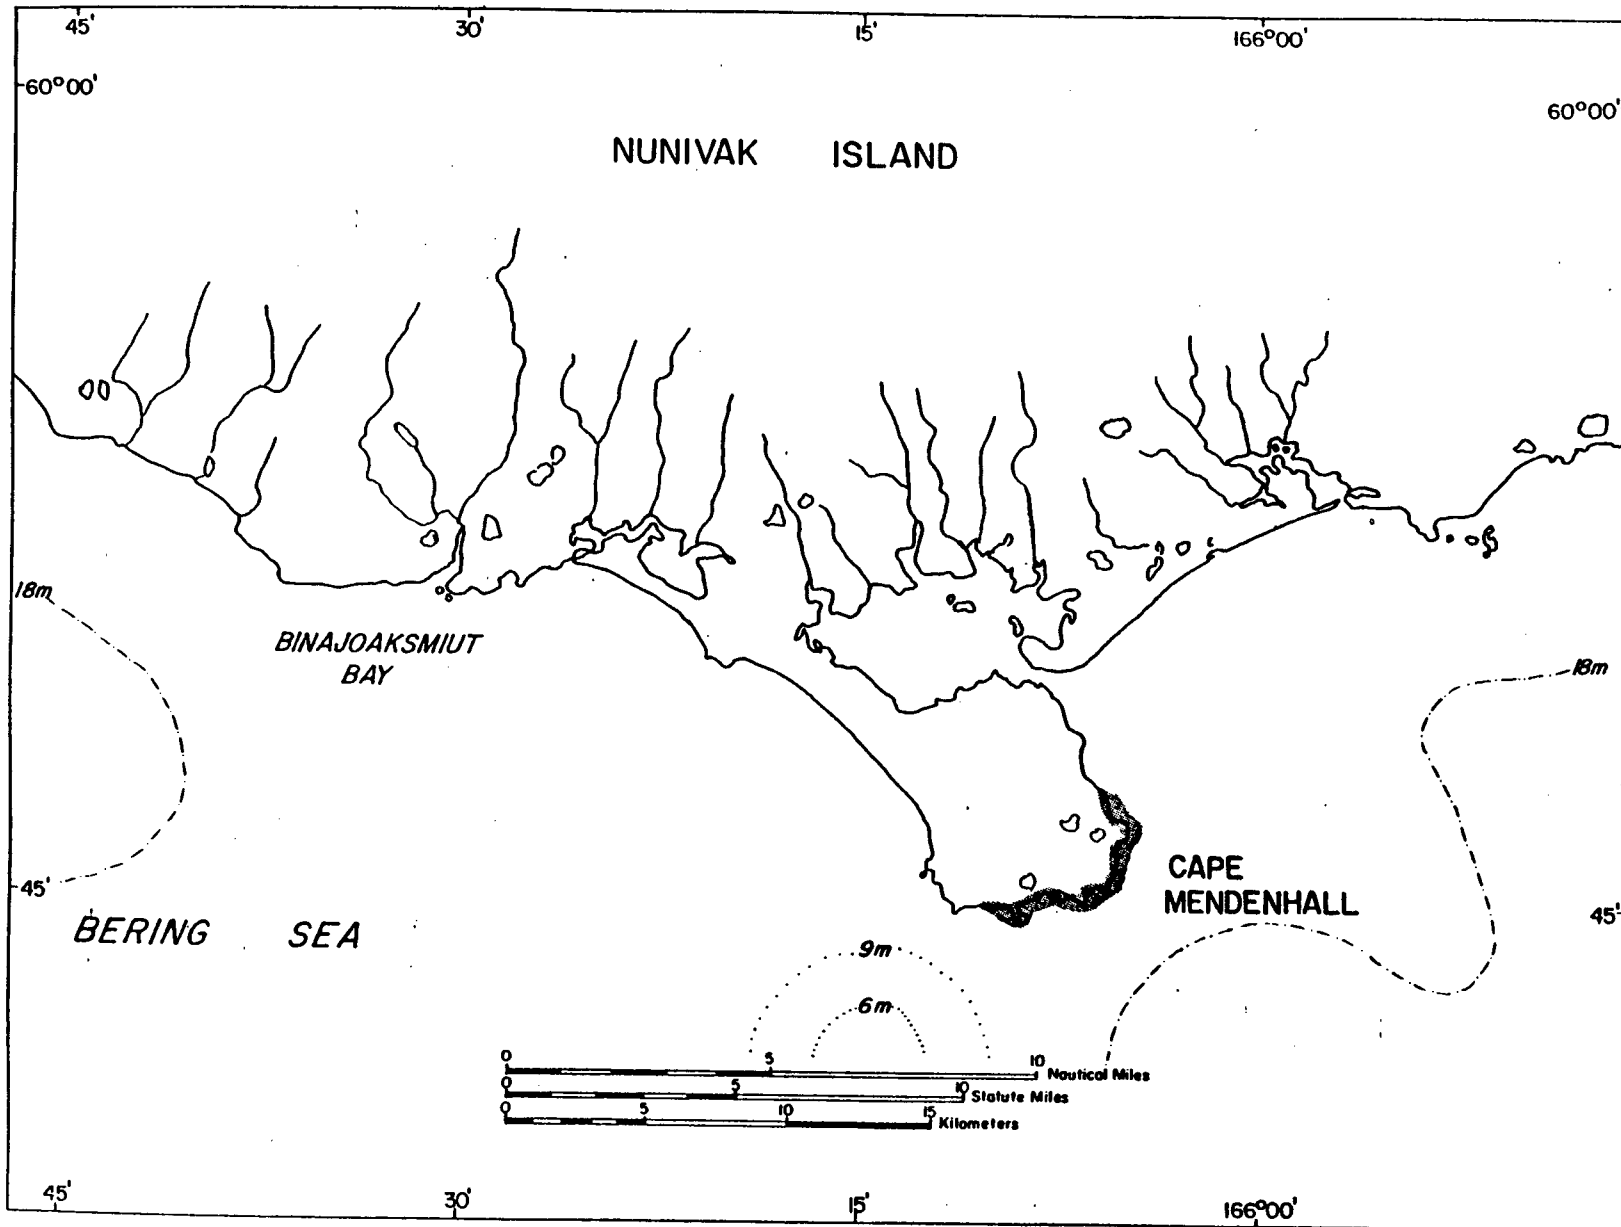 45' 30' 15' 166°00'
60°00' 60°00'
NUNIVAK ISLAND
18m
BINAJOAKSMIUT
BAY
18m
CAPE
MENDENHALL
45' 45'
BERING SEA
9m
6m
0 5 10 Nautical Miles
0 5 10 Statute Miles
0 5 10 15 Kilometers
45' 30' 15' 166°00'